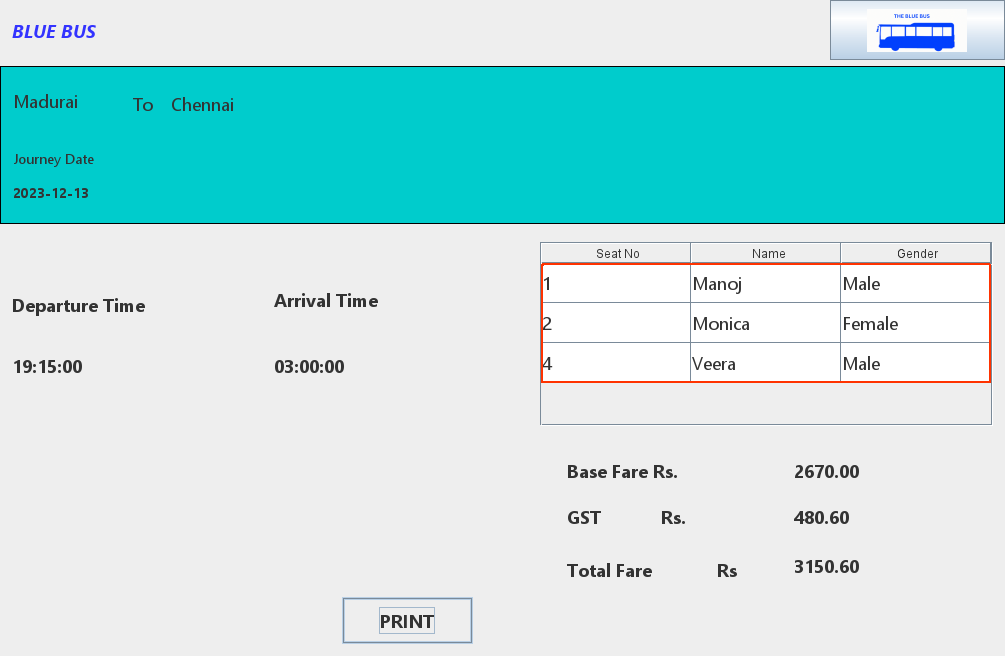 BLUE BUS
THE BLUE BUS
Madurai To Chennai
Journey Date
2023-12-13
Seat No Name Gender
1 Manoj Male
2 Monica Female
4 Veera Male
Departure Time Arrival Time
19:15:00 03:00:00
Base Fare Rs. 2670.00
GST Rs. 480.60
Total Fare Rs 3150.60
PRINT